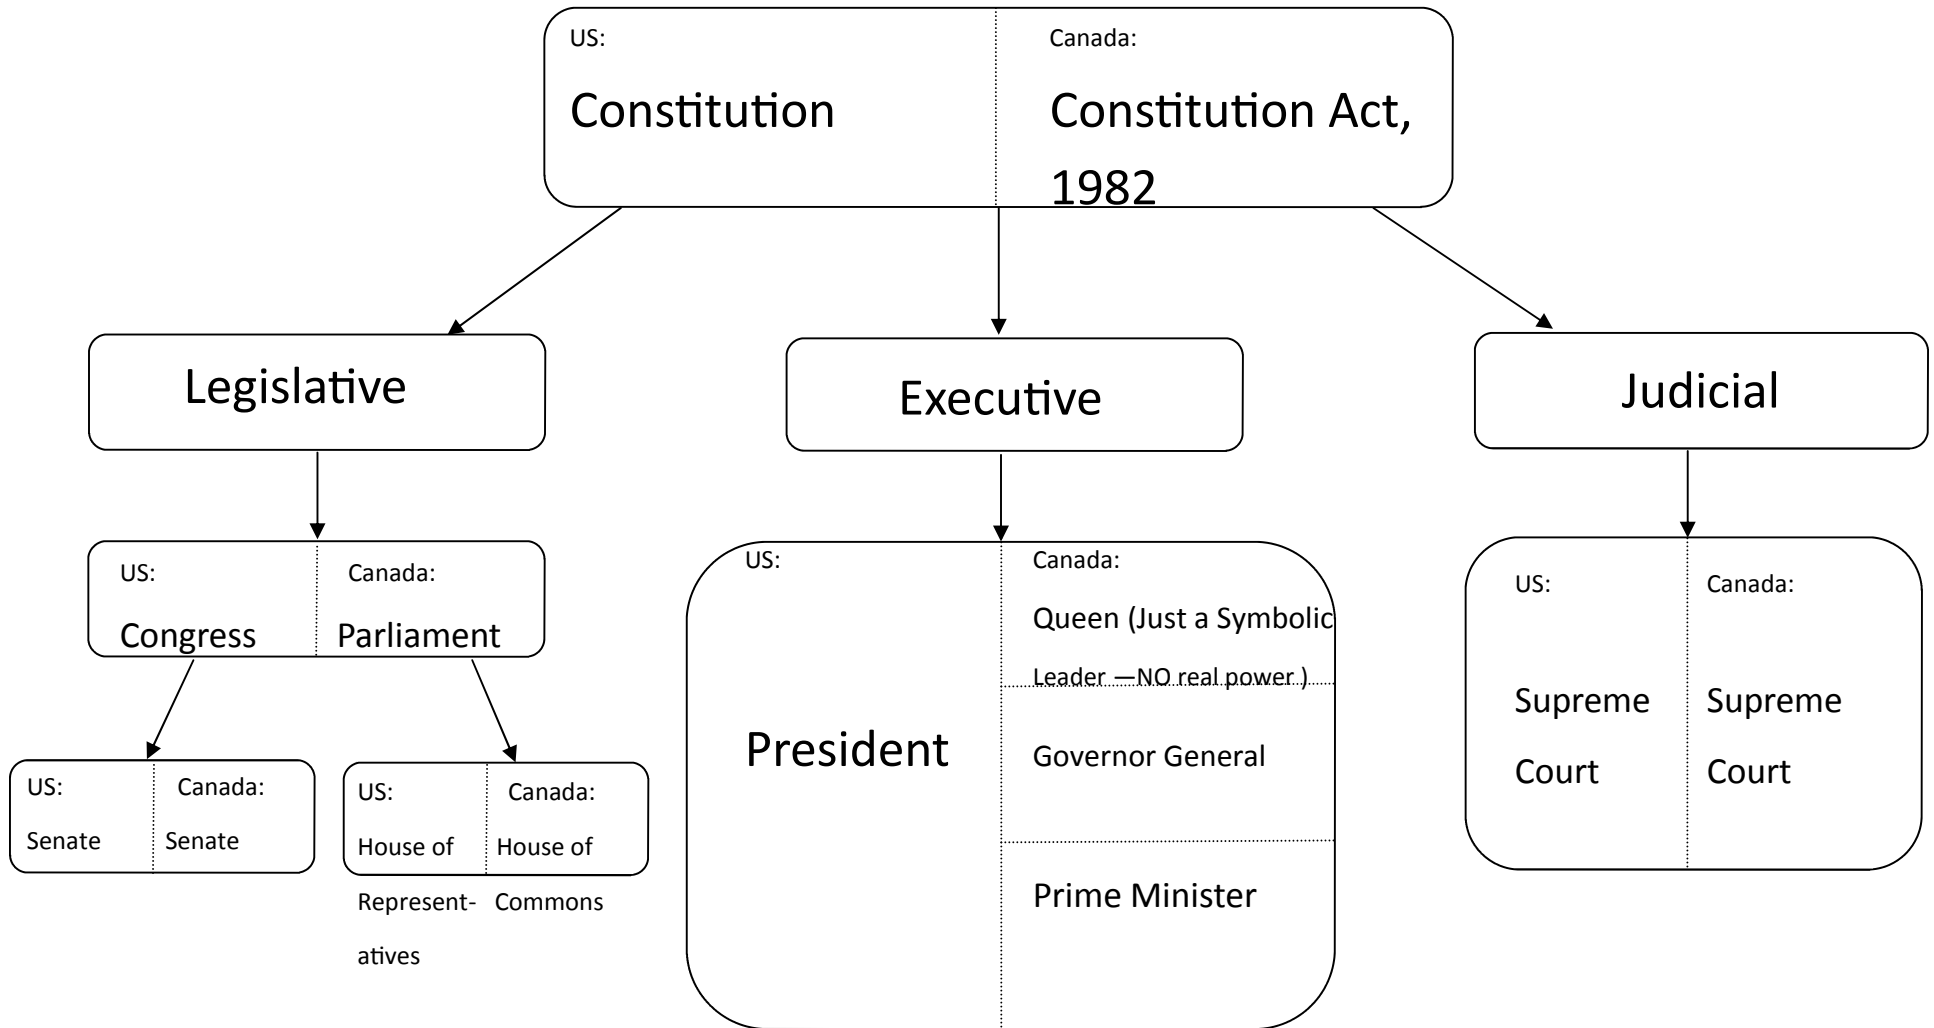 US:
Constitution
Canada:
Constitution Act,
1982
Legislative
Executive
Judicial
US:
Congress
Canada:
Parliament
US:
Senate
Canada:
Senate
US:
House of
Represent-
atives
Canada:
House of
Commons
US:
President
Canada:
Queen (Just a Symbolic
Leader —NO real power )
Governor General
Prime Minister
US:
Supreme
Court
Canada:
Supreme
Court